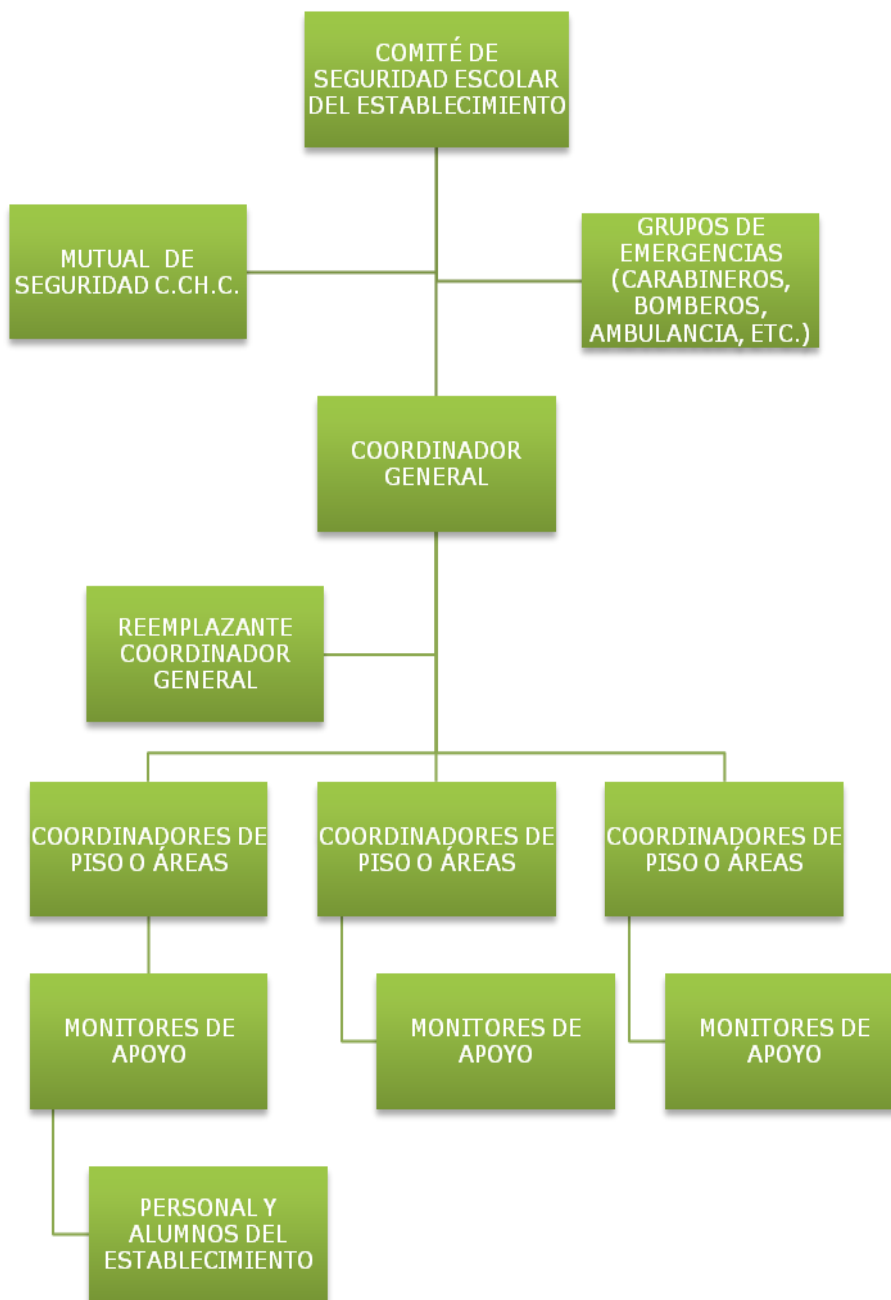 COMITÉ DE
SEGURIDAD ESCOLAR
DEL ESTABLECIMIENTO
MUTUAL DE
SEGURIDAD C.CH.C.
GRUPOS DE
EMERGENCIAS
(CARABINEROS,
BOMBEROS,
AMBULANCIA, ETC.)
COORDINADOR
GENERAL
REEMPLAZANTE
COORDINADOR
GENERAL
COORDINADORES DE
PISO O ÁREAS
COORDINADORES DE
PISO O ÁREAS
COORDINADORES DE
PISO O ÁREAS
MONITORES DE
APOYO
MONITORES DE
APOYO
MONITORES DE
APOYO
PERSONAL Y
ALUMNOS DEL
ESTABLECIMIENTO